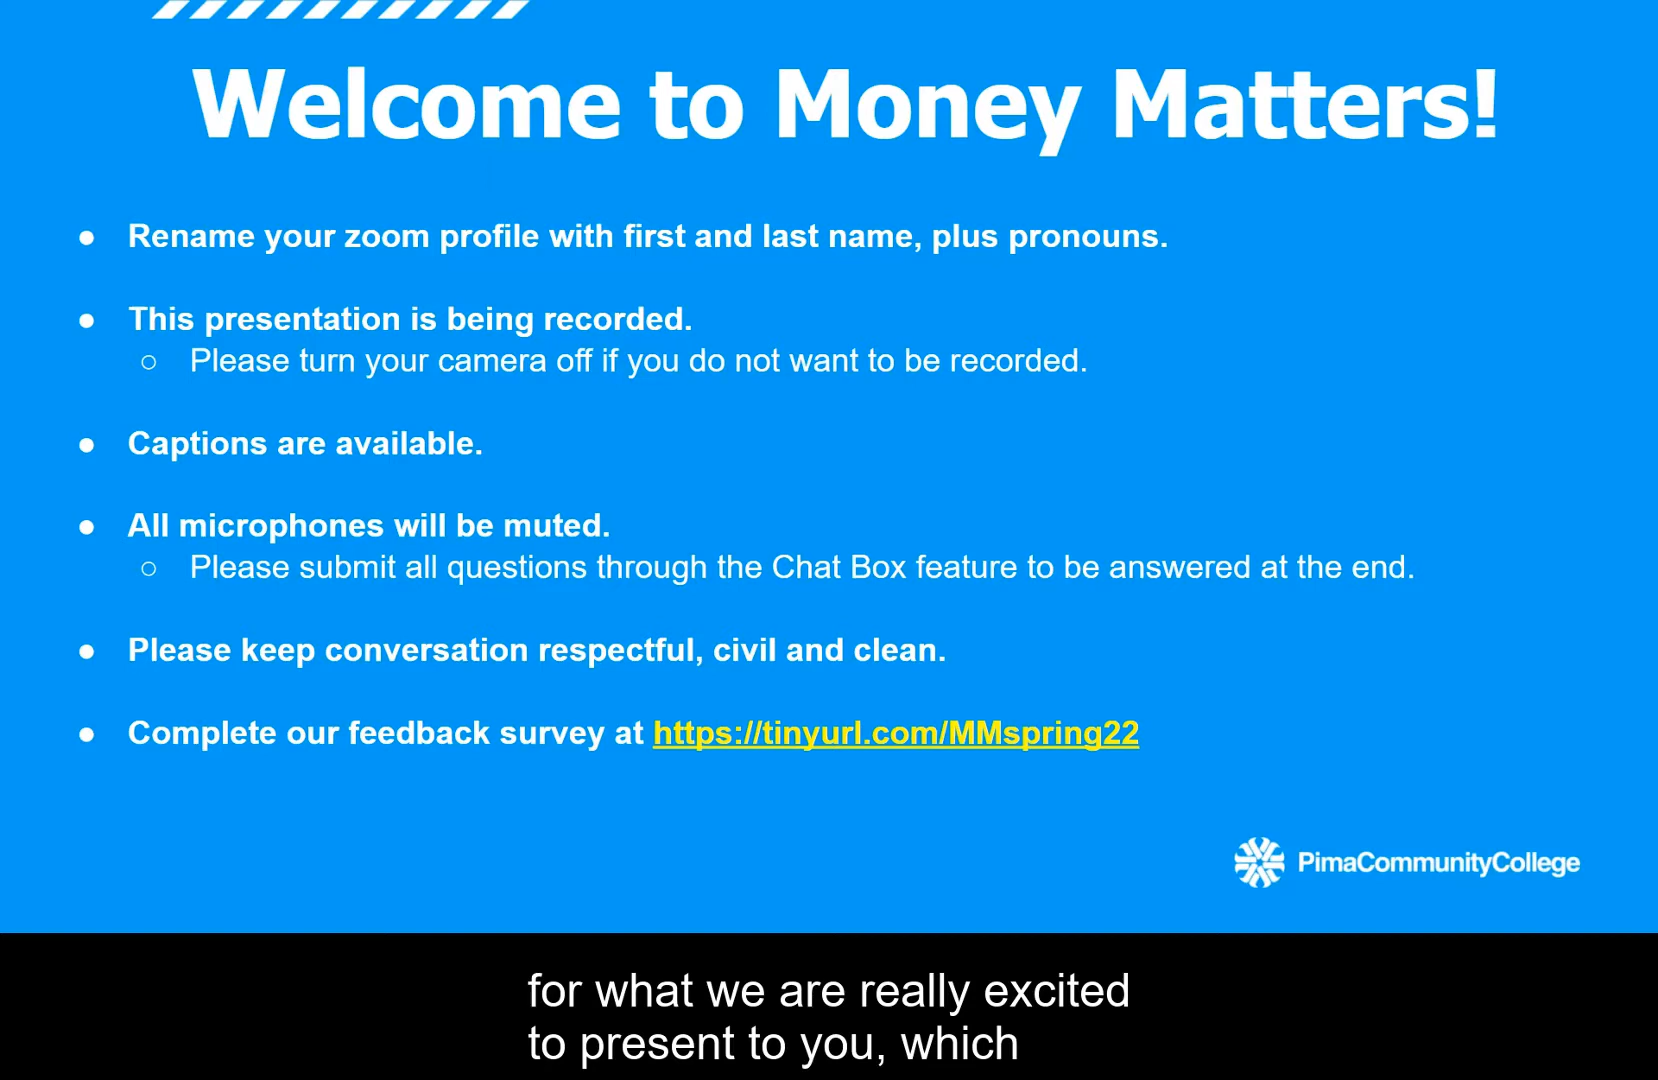 Welcome to Money Matters!
● Rename your zoom profile with first and last name, plus pronouns.
● This presentation is being recorded.
○ Please turn your camera off if you do not want to be recorded.
● Captions are available.
● All microphones will be muted.
○ Please submit all questions through the Chat Box feature to be answered at the end.
● Please keep conversation respectful, civil and clean.
● Complete our feedback survey at https://tinyurl.com/MMspring22
PimaCommunityCollege
for what we are really excited
to present to you, which